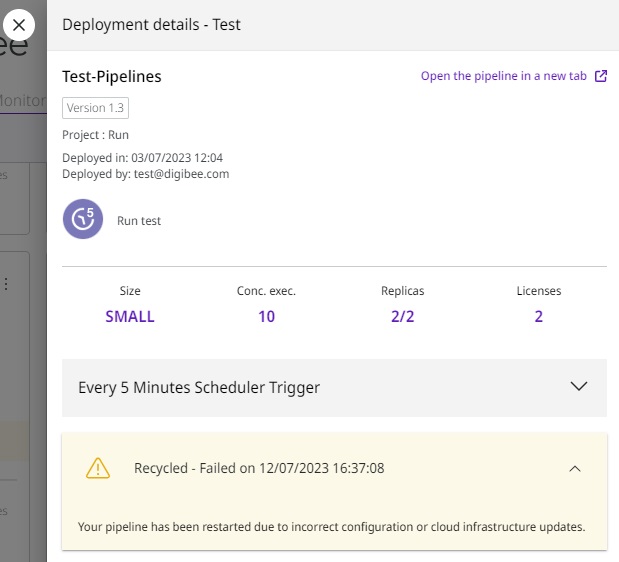 Deployment details - Test
ee
Monitor
Test-Pipelines
Open the pipeline in a new tab
Version 1.3
Project : Run
Deployed in: 03/07/2023 12:04
Deployed by: test@digibee.com
5
Run test
Size Conc. exec. Replicas Licenses
SMALL 10 2/2 2
Every 5 Minutes Scheduler Trigger
Recycled - Failed on 12/07/2023 16:37:08
Your pipeline has been restarted due to incorrect configuration or cloud infrastructure updates.